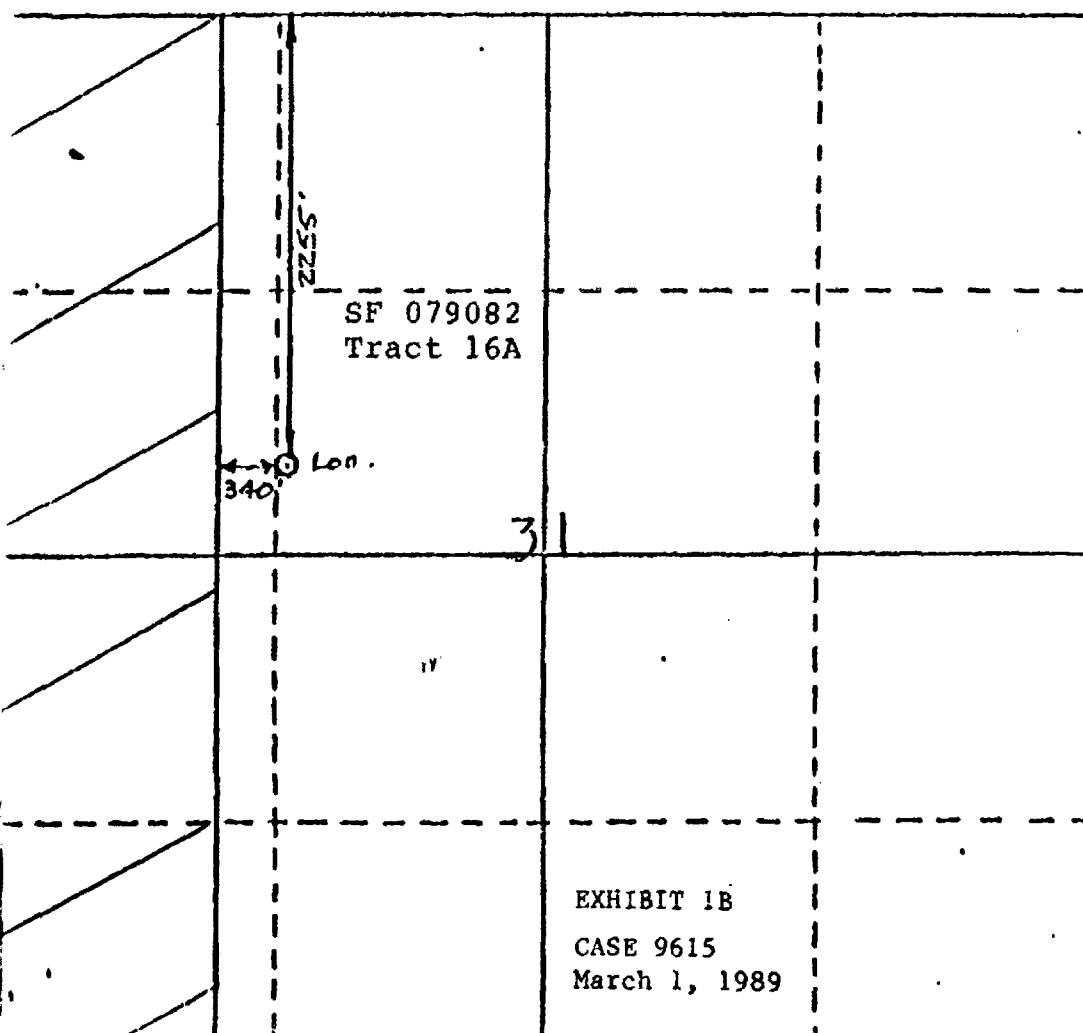 2255'
SF 079082
Tract 16A
Lon.
340'
31
EXHIBIT 1B
CASE 9615
March 1, 1989